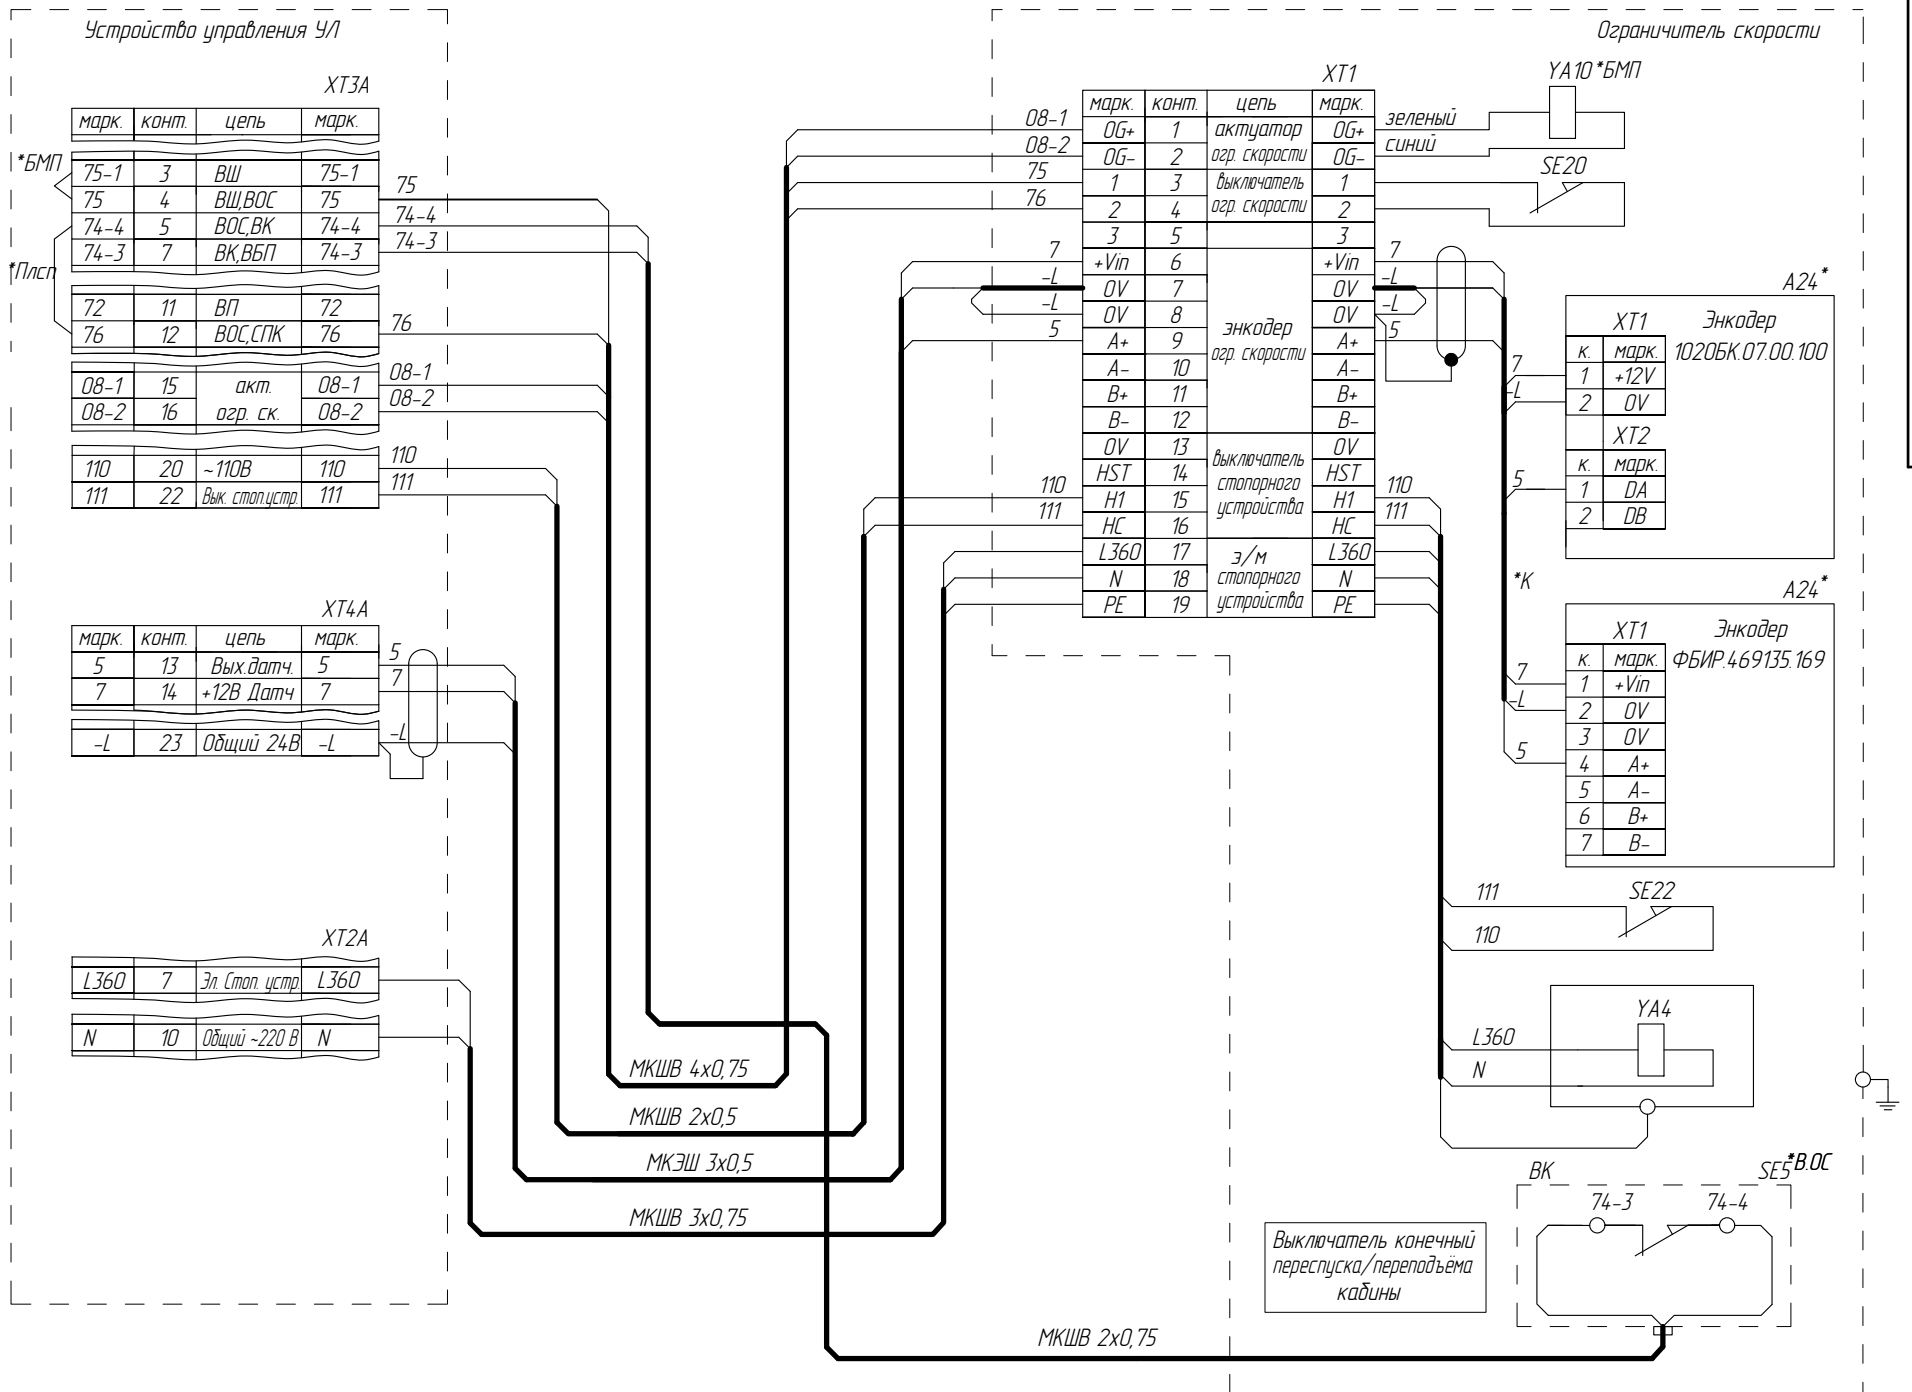 Устройство управления УЛ
ХТ3А
марк. конт. цепь марк.
*БМП
75-1 3 ВШ 75-1
75 4 ВШ,ВОС 75 75
74-4 5 ВОС,ВК 74-4 74-4
74-3 7 ВК,ВБП 74-3 74-3
*Плсп
72 11 ВП 72
76 12 ВОС,СПК 76 76
08-1 15 акт. 08-1 08-1
08-2 16 огр. ск. 08-2 08-2
110 20 ~110В 110 110
111 22 Вык. стоп.устр. 111 111
ХТ4А
марк. конт. цепь марк.
5 13 Вых.датч. 5 5
7 14 +12В Датч 7 7
-L 23 Общий 24В -L -L
ХТ2А
L360 7 Эл. Стоп. устр. L360
N 10 Общий ~220 В N
МКШВ 4х0,75
МКШВ 2х0,5
МКЭШ 3х0,5
МКШВ 3х0,75
МКШВ 2х0,75
Ограничитель скорости
ХТ1
марк. конт. цепь марк.
08-1 OG+ 1 актуатор OG+ зеленый
08-2 OG- 2 огр. скорости OG- синий
75 1 3 выключатель 1
76 2 4 огр. скорости 2
3 5 3
7 +Vin 6 +Vin 7
-L 0V 7 0V -L
-L 0V 8 энкодер 0V -L
5 A+ 9 огр. скорости A+ 5
A- 10 A-
B+ 11 B+
B- 12 B-
0V 13 выключатель 0V
HST 14 стопорного HST
110 H1 15 устройства H1 110
111 HC 16 HC 111
L360 17 э/м L360
N 18 стопорного N
PE 19 устройства PE
YA10 *БМП
SE20
А24*
ХТ1 Энкодер
к. марк. 1020БК.07.00.100
7 1 +12V
-L 2 0V
ХТ2
к. марк.
5 1 DA
2 DB
*К
А24*
ХТ1 Энкодер
к. марк. ФБИР.469135.169
7 1 +Vin
-L 2 0V
3 0V
5 4 A+
5 A-
6 B+
7 B-
111 SE22
110
YA4
L360
N
ВК SE5 *В.ОС
74-3 74-4
Выключатель конечный
переспуска/переподъёма
кабины